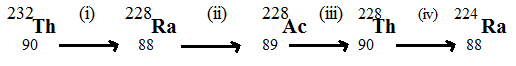 232 (i) 228 (ii) 228 (iii) 228 (iv) 224
Th Ra Ac Th Ra
90 88 89 90 88